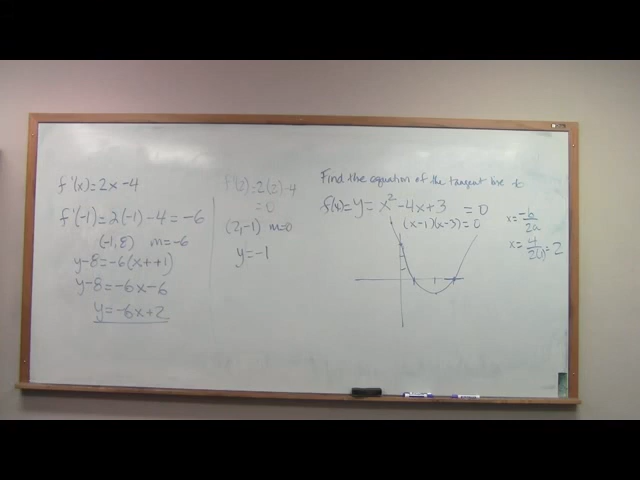 f'(x)=2x-4
f'(-1)=2(-1)-4=-6
(-1,8) m=-6
y-8=-6(x++1)
y-8=-6x-6
y=-6x+2
f'(2)=2(2)-4
=0
(2,-1) m=0
y=-1
Find the equation of the tangent line
f(x)=y=x²-4x+3 =0
(x-1)(x-3)=0
x=-b/2a
x=4/2(1)=2